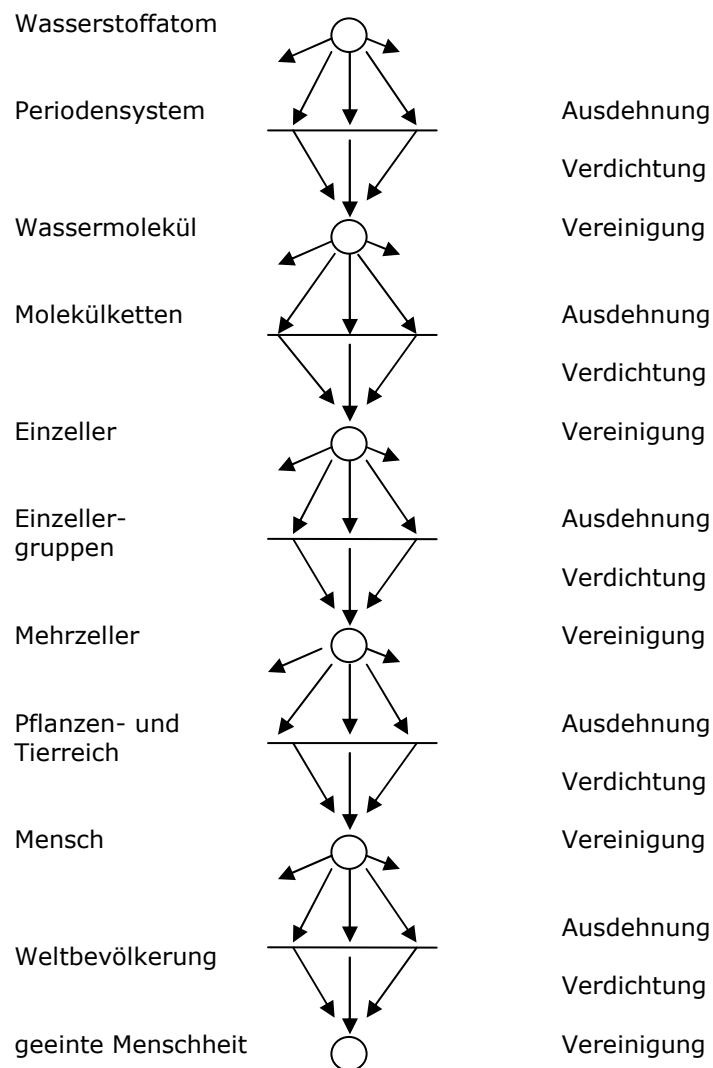 Wasserstoffatom
Periodensystem Ausdehnung
Verdichtung
Wassermolekül Vereinigung
Molekülketten Ausdehnung
Verdichtung
Einzeller Vereinigung
Einzeller- Ausdehnung
gruppen
Verdichtung
Mehrzeller Vereinigung
Pflanzen- und Ausdehnung
Tierreich
Verdichtung
Mensch Vereinigung
Ausdehnung
Weltbevölkerung
Verdichtung
geeinte Menschheit Vereinigung